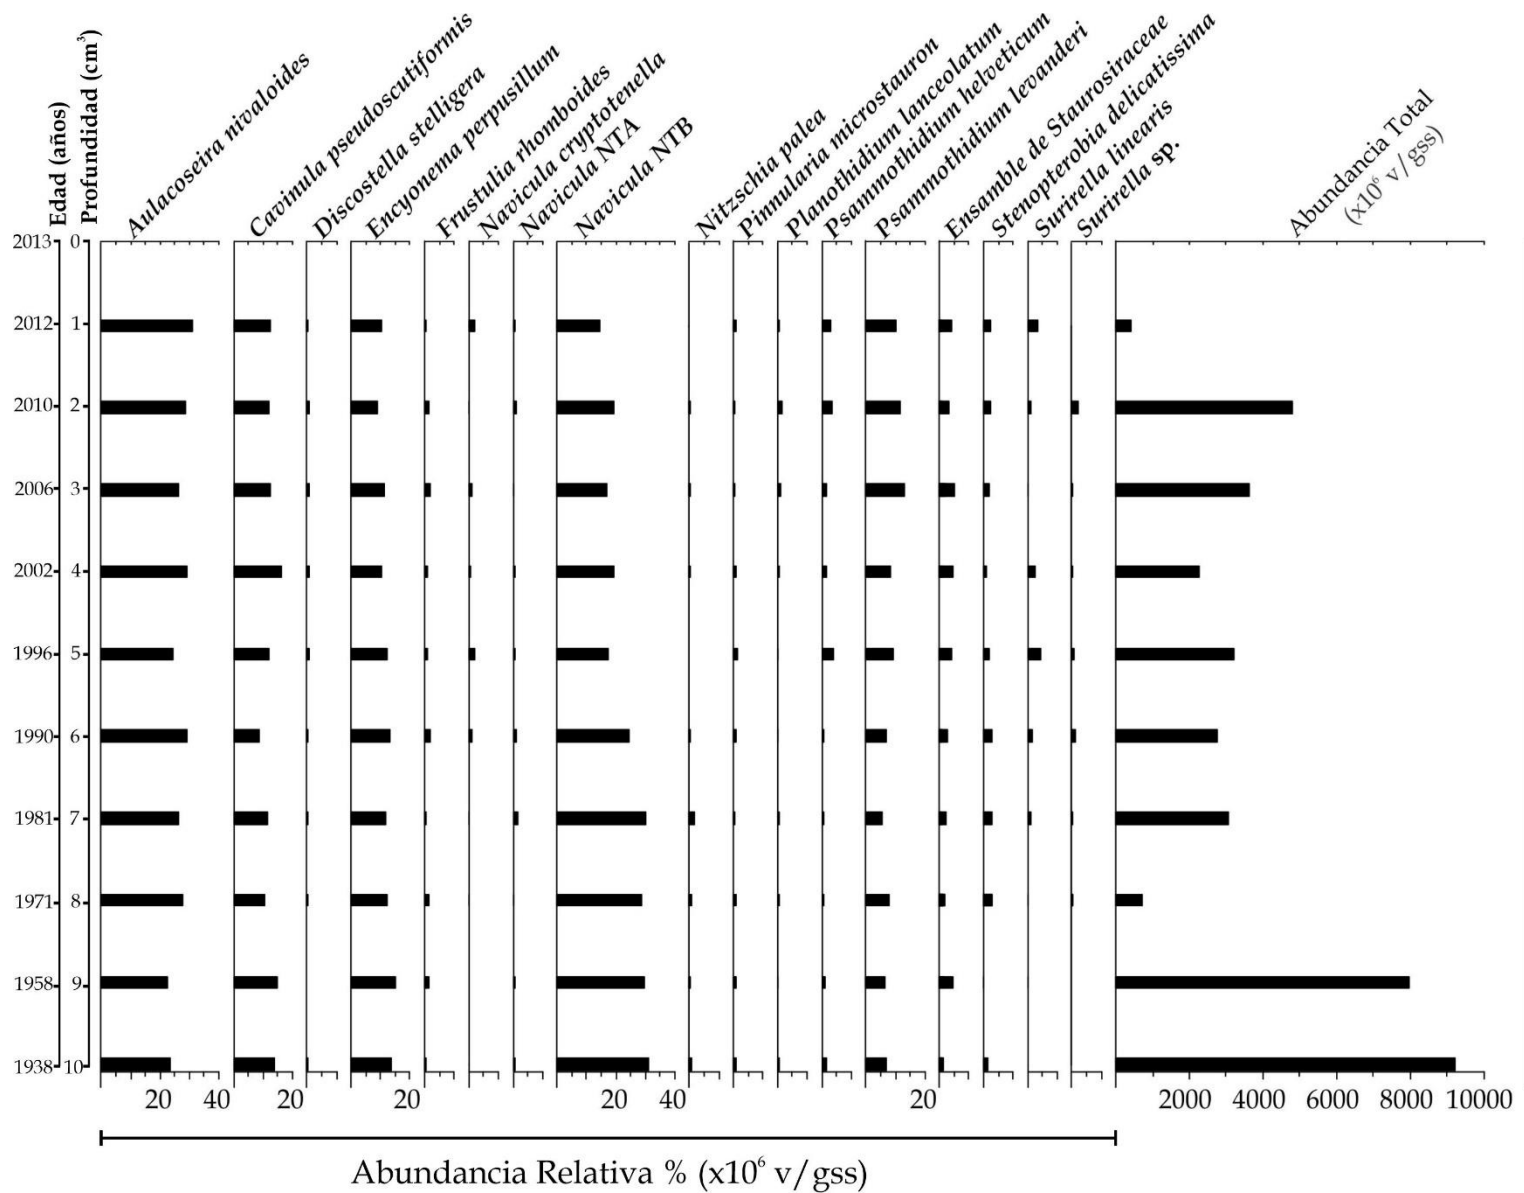 Edad (años)
Profundidad (cm³)
Aulacoseira nivaloides
Cavinula pseudoscutiformis
Discostella stelligera
Encyonema perpusillum
Frustulia rhomboides
Navicula cryptotenella
Navicula NTA
Navicula NTB
Nitzschia palea
Pinnularia microstauron
Planothidium lanceolatum
Psammothidium helveticum
Psammothidium levanderi
Ensamble de Staurosiraceae
Stenopterobia delicatissima
Surirella linearis
Surirella sp.
Abundancia Total
(x10⁶ v/gss)
2013 0
2012 1
2010 2
2006 3
2002 4
1996 5
1990 6
1981 7
1971 8
1958 9
1938 10
20 40 20 20 20 40 20 2000 4000 6000 8000 10000
Abundancia Relativa % (x10⁶ v/gss)